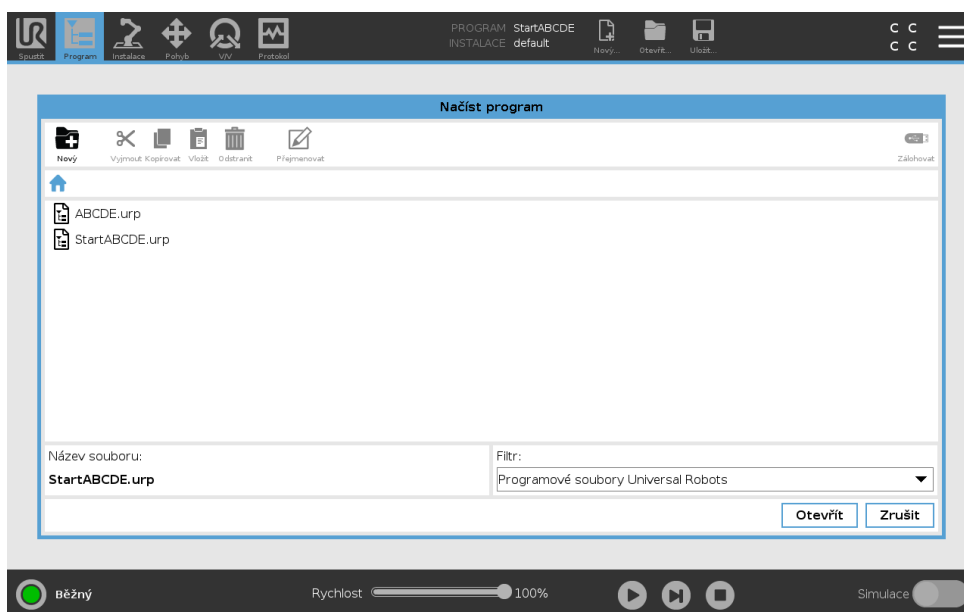 UR
PROGRAM StartABCDE
INSTALACE default
C C
C C
Spustit Program Instalace Pohyb V/V Protokol Nový... Otevřít... Uložit...
Načíst program
Nový Vyjmout Kopírovat Vložit Odstranit Přejmenovat Zálohovat
ABCDE.urp
StartABCDE.urp
Název souboru: Filtr:
StartABCDE.urp Programové soubory Universal Robots
Otevřít Zrušit
Běžný Rychlost 100% Simulace